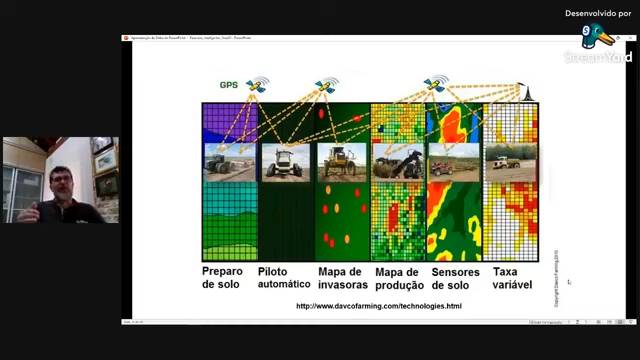 Desenvolvido por
StreamYard
GPS
Preparo de solo
Piloto automático
Mapa de invasoras
Mapa de produção
Sensores de solo
Taxa variável
http://www.davcofarming.com/technologies.html